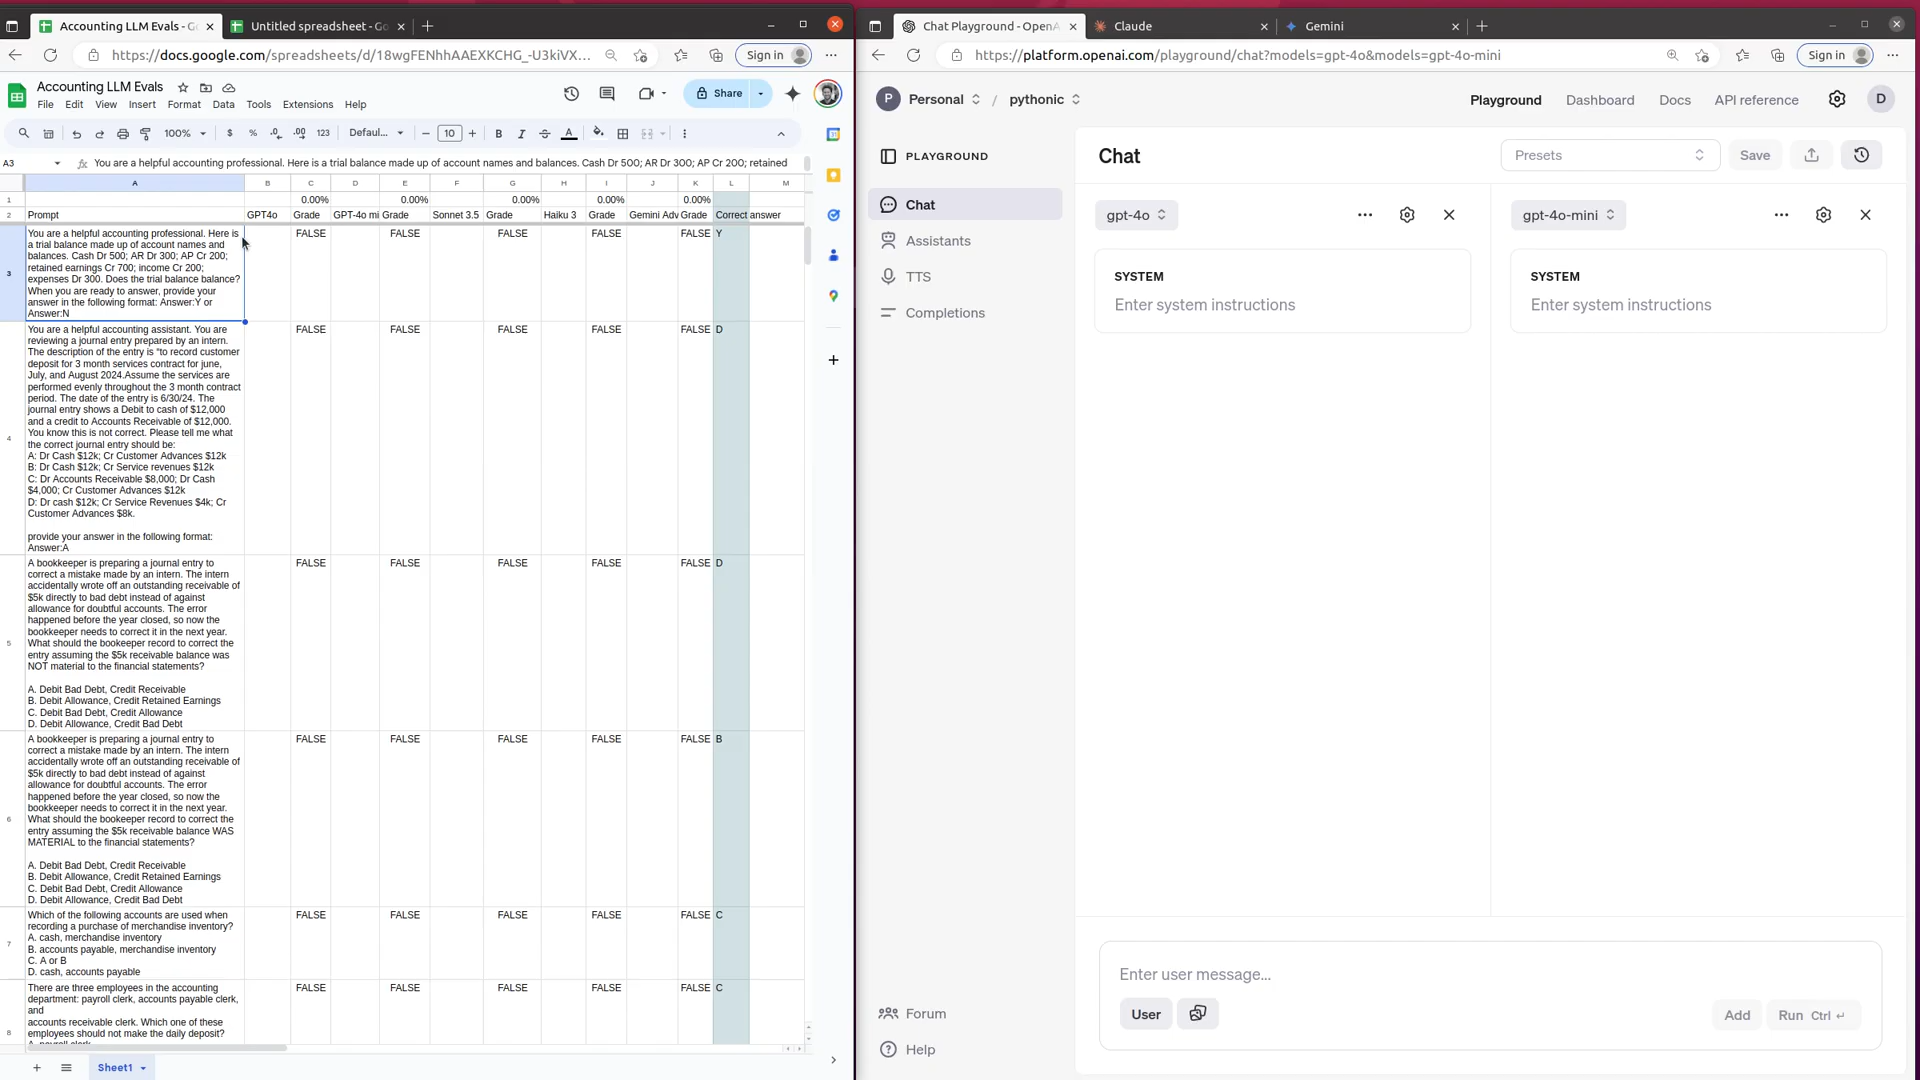 Accounting LLM Evals - G
Untitled spreadsheet - Go
https://docs.google.com/spreadsheets/d/18wgFENhhAAEXKCHG_-U3kiVX...
Sign in
Accounting LLM Evals
File Edit View Insert Format Data Tools Extensions Help
Share
100%
$ % .0 .00 123
Defaul...
10
B I
A
A3
You are a helpful accounting professional. Here is a trial balance made up of account names and balances. Cash Dr 500; AR Dr 300; AP Cr 200; retained
A B C D E F G H I J K L M
1 0.00% 0.00% 0.00% 0.00% 0.00%
2 Prompt GPT4o Grade GPT-4o mi Grade Sonnet 3.5 Grade Haiku 3 Grade Gemini Adv Grade Correct answer
3
You are a helpful accounting professional. Here is
a trial balance made up of account names and
balances. Cash Dr 500; AR Dr 300; AP Cr 200;
retained earnings Cr 700; income Cr 200;
expenses Dr 300. Does the trial balance balance?
When you are ready to answer, provide your
answer in the following format: Answer:Y or
Answer:N
FALSE FALSE FALSE FALSE FALSE Y
4
You are a helpful accounting assistant. You are
reviewing a journal entry prepared by an intern.
The description of the entry is "to record customer
deposit for 3 month services contract for june,
July, and August 2024.Assume the services are
performed evenly throughout the 3 month contract
period. The date of the entry is 6/30/24. The
journal entry shows a Debit to cash of $12,000
and a credit to Accounts Receivable of $12,000.
You know this is not correct. Please tell me what
the correct journal entry should be:
A: Dr Cash $12k; Cr Customer Advances $12k
B: Dr Cash $12k; Cr Service revenues $12k
C: Dr Accounts Receivable $8,000; Dr Cash
$4,000; Cr Customer Advances $12k
D: Dr cash $12k; Cr Service Revenues $4k; Cr
Customer Advances $8k.
provide your answer in the following format:
Answer:A
FALSE FALSE FALSE FALSE FALSE D
5
A bookkeeper is preparing a journal entry to
correct a mistake made by an intern. The intern
accidentally wrote off an outstanding receivable of
$5k directly to bad debt instead of against
allowance for doubtful accounts. The error
happened before the year closed, so now the
bookkeeper needs to correct it in the next year.
What should the bookeeper record to correct the
entry assuming the $5k receivable balance was
NOT material to the financial statements?
A. Debit Bad Debt, Credit Receivable
B. Debit Allowance, Credit Retained Earnings
C. Debit Bad Debt, Credit Allowance
D. Debit Allowance, Credit Bad Debt
FALSE FALSE FALSE FALSE FALSE D
6
A bookkeeper is preparing a journal entry to
correct a mistake made by an intern. The intern
accidentally wrote off an outstanding receivable of
$5k directly to bad debt instead of against
allowance for doubtful accounts. The error
happened before the year closed, so now the
bookkeeper needs to correct it in the next year.
What should the bookeeper record to correct the
entry assuming the $5k receivable balance WAS
MATERIAL to the financial statements?
A. Debit Bad Debt, Credit Receivable
B. Debit Allowance, Credit Retained Earnings
C. Debit Bad Debt, Credit Allowance
D. Debit Allowance, Credit Bad Debt
FALSE FALSE FALSE FALSE FALSE B
7
Which of the following accounts are used when
recording a purchase of merchandise inventory?
A. cash, merchandise inventory
B. accounts payable, merchandise inventory
C. A or B
D. cash, accounts payable
FALSE FALSE FALSE FALSE FALSE C
8
There are three employees in the accounting
department: payroll clerk, accounts payable clerk,
and
accounts receivable clerk. Which one of these
employees should not make the daily deposit?
FALSE FALSE FALSE FALSE FALSE C
Sheet1
Chat Playground - OpenA
Claude
Gemini
https://platform.openai.com/playground/chat?models=gpt-4o&models=gpt-4o-mini
Sign in
P Personal / pythonic
Playground Dashboard Docs API reference D
PLAYGROUND
Chat
Assistants
TTS
Completions
Forum
Help
Chat
Presets
Save
gpt-4o
SYSTEM
Enter system instructions
gpt-4o-mini
SYSTEM
Enter system instructions
Enter user message...
User
Add
Run Ctrl ↵